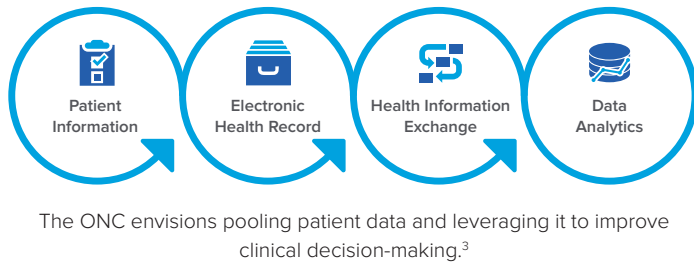 Patient
Information
Electronic
Health Record
Health Information
Exchange
Data
Analytics
The ONC envisions pooling patient data and leveraging it to improve
clinical decision-making.³